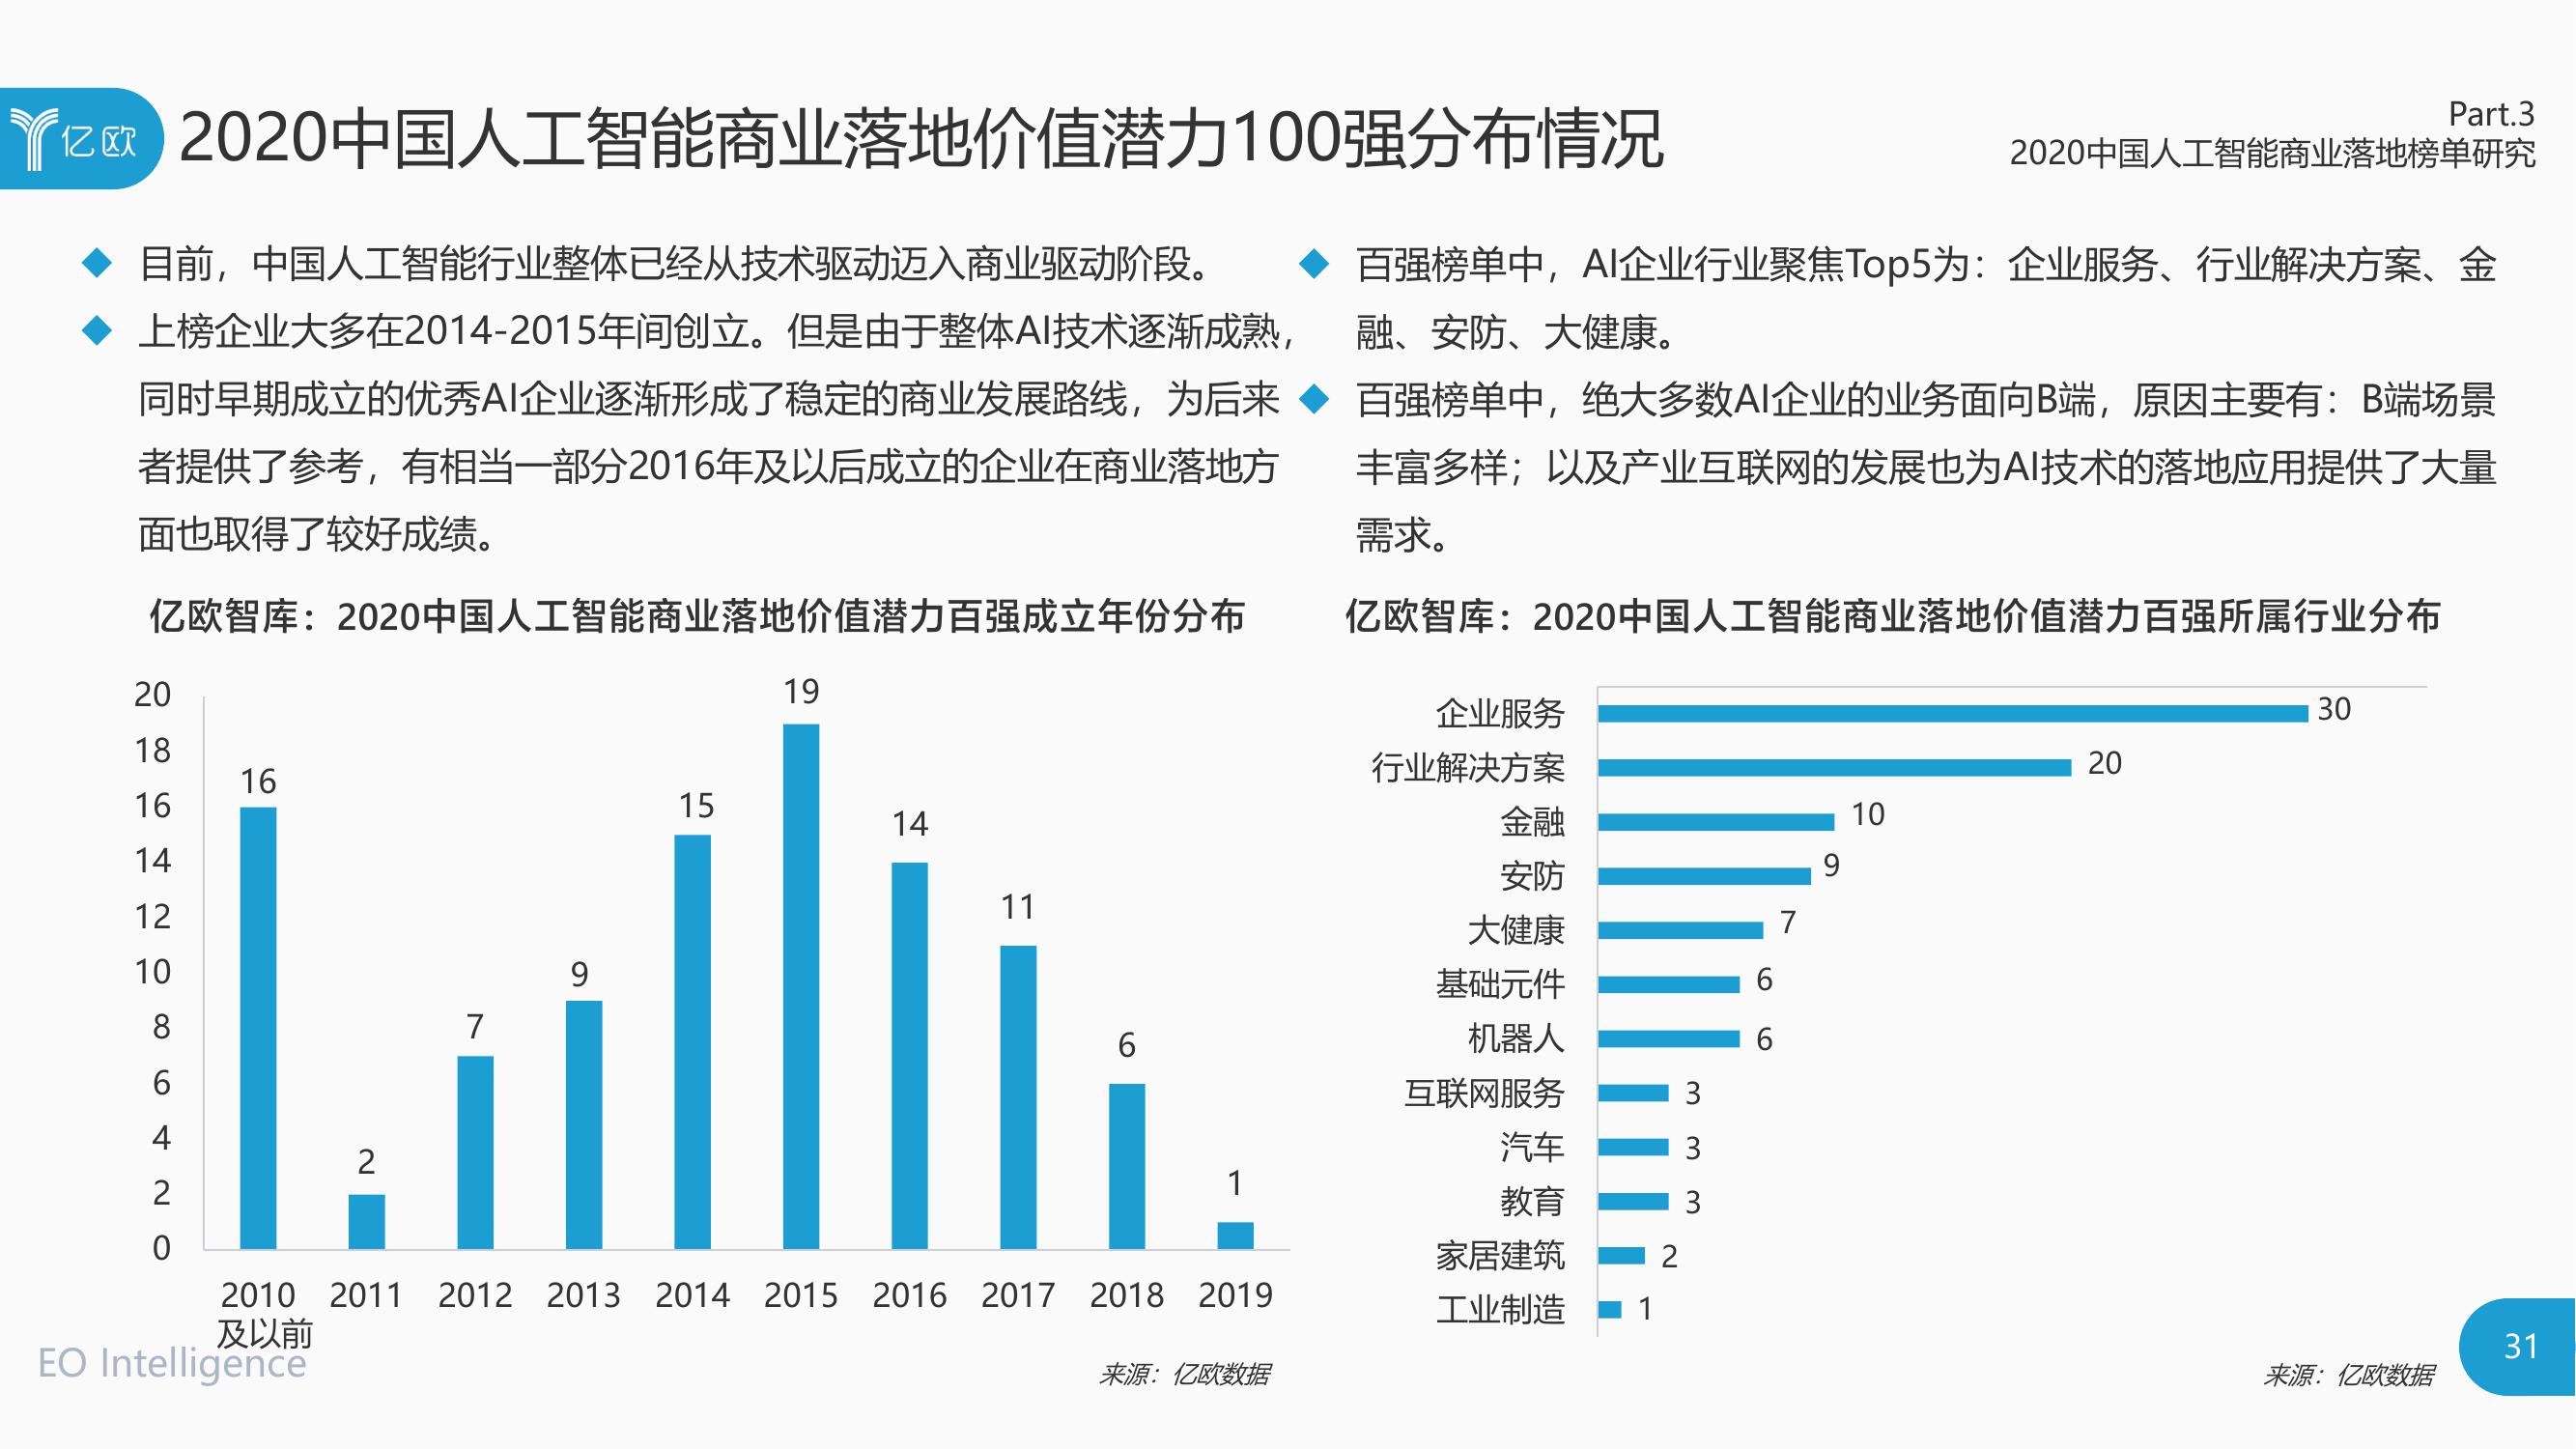 亿欧
2020中国人工智能商业落地价值潜力100强分布情况
Part.3
2020中国人工智能商业落地榜单研究
目前，中国人工智能行业整体已经从技术驱动迈入商业驱动阶段。
上榜企业大多在2014-2015年间创立。但是由于整体AI技术逐渐成熟，
同时早期成立的优秀AI企业逐渐形成了稳定的商业发展路线，为后来
者提供了参考，有相当一部分2016年及以后成立的企业在商业落地方
面也取得了较好成绩。
百强榜单中，AI企业行业聚焦Top5为：企业服务、行业解决方案、金
融、安防、大健康。
百强榜单中，绝大多数AI企业的业务面向B端，原因主要有：B端场景
丰富多样；以及产业互联网的发展也为AI技术的落地应用提供了大量
需求。
亿欧智库：2020中国人工智能商业落地价值潜力百强成立年份分布
20
18
16
14
12
10
8
6
4
2
0
16
2
7
9
15
19
14
11
6
1
2010 2011 2012 2013 2014 2015 2016 2017 2018 2019
及以前
来源：亿欧数据
亿欧智库：2020中国人工智能商业落地价值潜力百强所属行业分布
企业服务 30
行业解决方案 20
金融 10
安防 9
大健康 7
基础元件 6
机器人 6
互联网服务 3
汽车 3
教育 3
家居建筑 2
工业制造 1
来源：亿欧数据
EO Intelligence
31